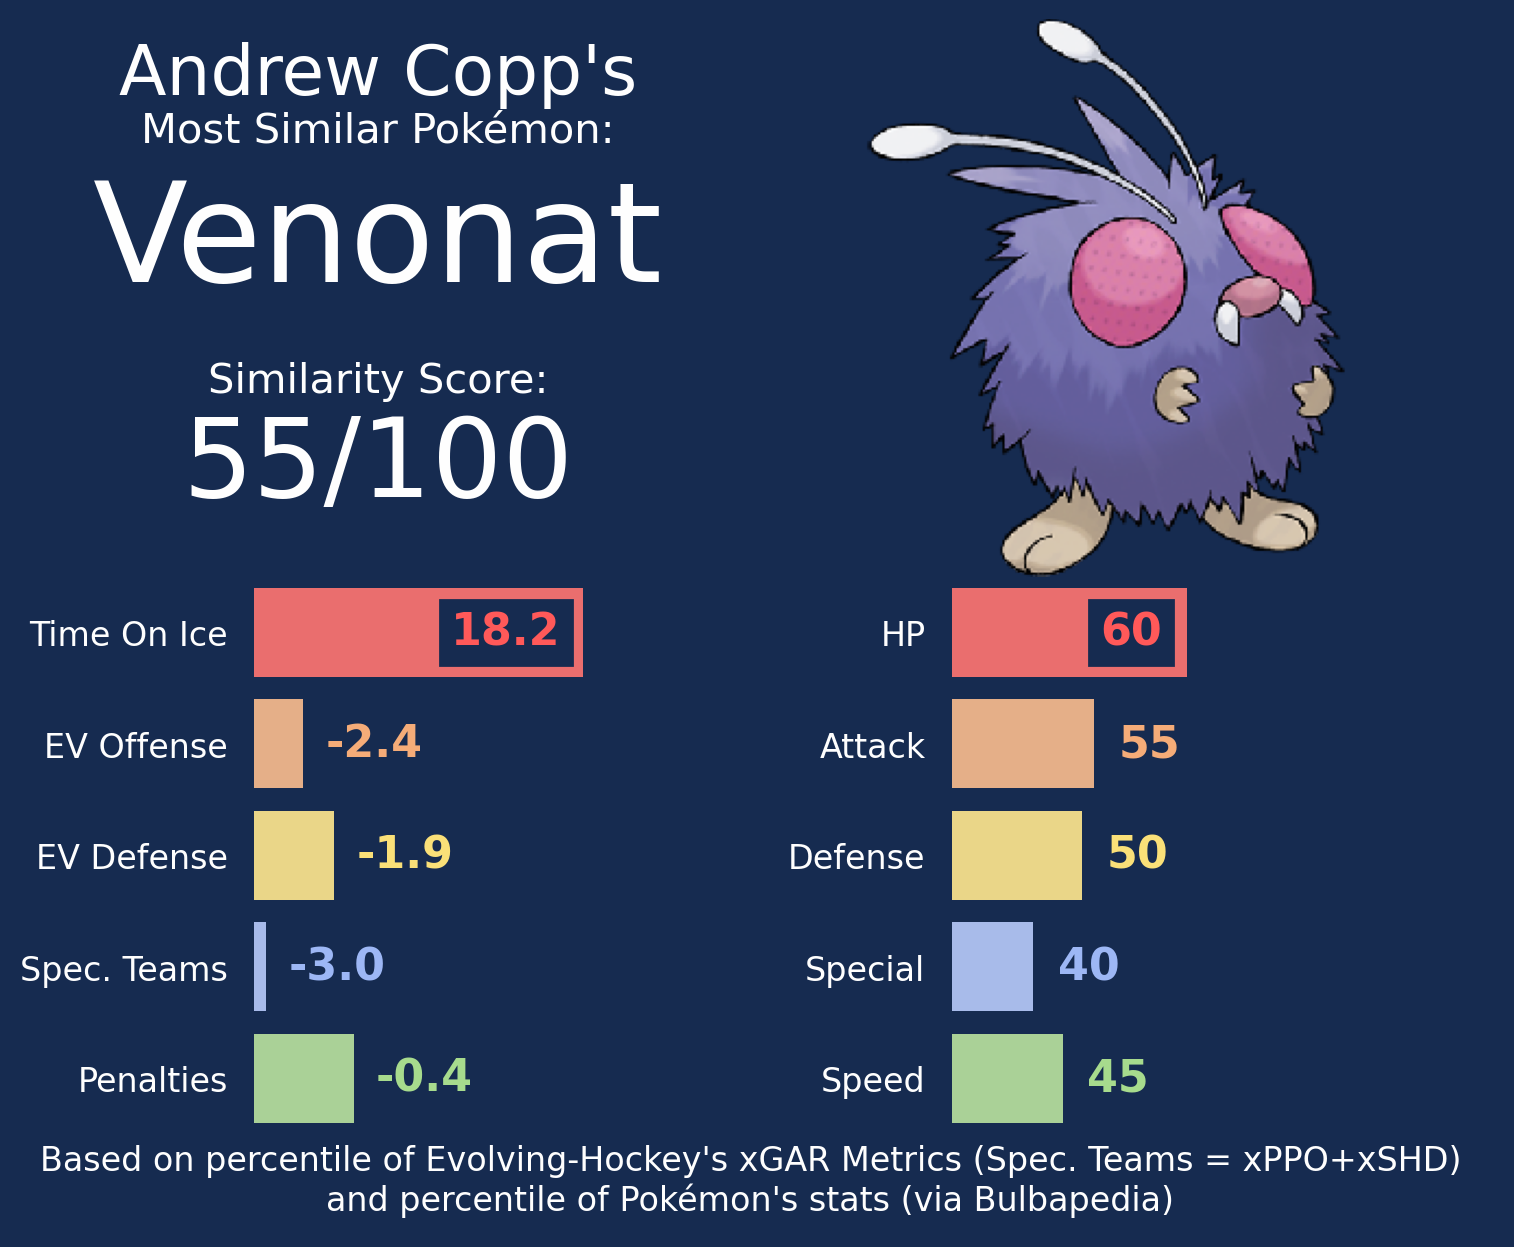 Andrew Copp's
Most Similar Pokémon:
Venonat
Similarity Score:
55/100
Time On Ice 18.2
EV Offense -2.4
EV Defense -1.9
Spec. Teams -3.0
Penalties -0.4
HP 60
Attack 55
Defense 50
Special 40
Speed 45
Based on percentile of Evolving-Hockey's xGAR Metrics (Spec. Teams = xPPO+xSHD)
and percentile of Pokémon's stats (via Bulbapedia)